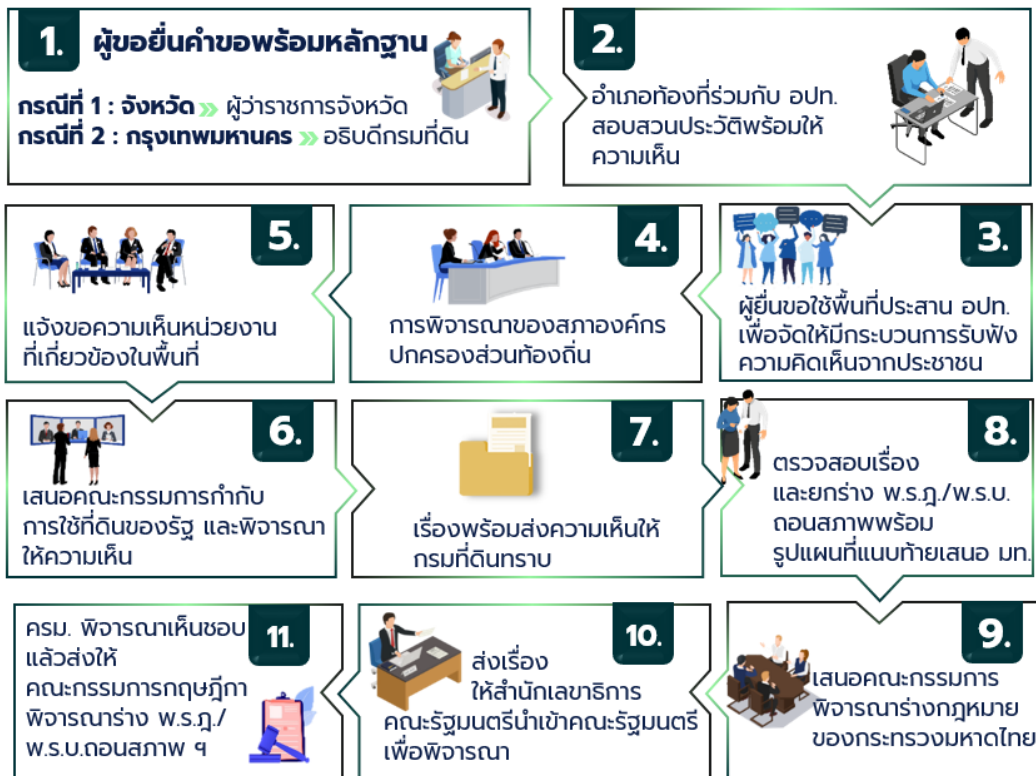 1. ผู้ขอยื่นคำขอพร้อมหลักฐาน
กรณีที่ 1 : จังหวัด » ผู้ว่าราชการจังหวัด
กรณีที่ 2 : กรุงเทพมหานคร » อธิบดีกรมที่ดิน
2.
อำเภอท้องที่ร่วมกับ อปท.
สอบสวนประวัติพร้อมให้
ความเห็น
3.
ผู้ยื่นขอใช้พื้นที่ประสาน อปท.
เพื่อจัดให้มีกระบวนการรับฟัง
ความคิดเห็นจากประชาชน
4.
การพิจารณาของสภาองค์กร
ปกครองส่วนท้องถิ่น
5.
แจ้งขอความเห็นหน่วยงาน
ที่เกี่ยวข้องในพื้นที่
6.
เสนอคณะกรรมการกำกับ
การใช้ที่ดินของรัฐ และพิจารณา
ให้ความเห็น
7.
เรื่องพร้อมส่งความเห็นให้
กรมที่ดินทราบ
8.
ตรวจสอบเรื่อง
และยกร่าง พ.ร.ฎ./พ.ร.บ.
ถอนสภาพพร้อม
รูปแผนที่แนบท้ายเสนอ มท.
9.
เสนอคณะกรรมการ
พิจารณาร่างกฎหมาย
ของกระทรวงมหาดไทย
10.
ส่งเรื่อง
ให้สำนักเลขาธิการ
คณะรัฐมนตรีนำเข้าคณะรัฐมนตรี
เพื่อพิจารณา
11.
ครม. พิจารณาเห็นชอบ
แล้วส่งให้
คณะกรรมการกฤษฎีกา
พิจารณาร่าง พ.ร.ฎ./
พ.ร.บ.ถอนสภาพ ฯ